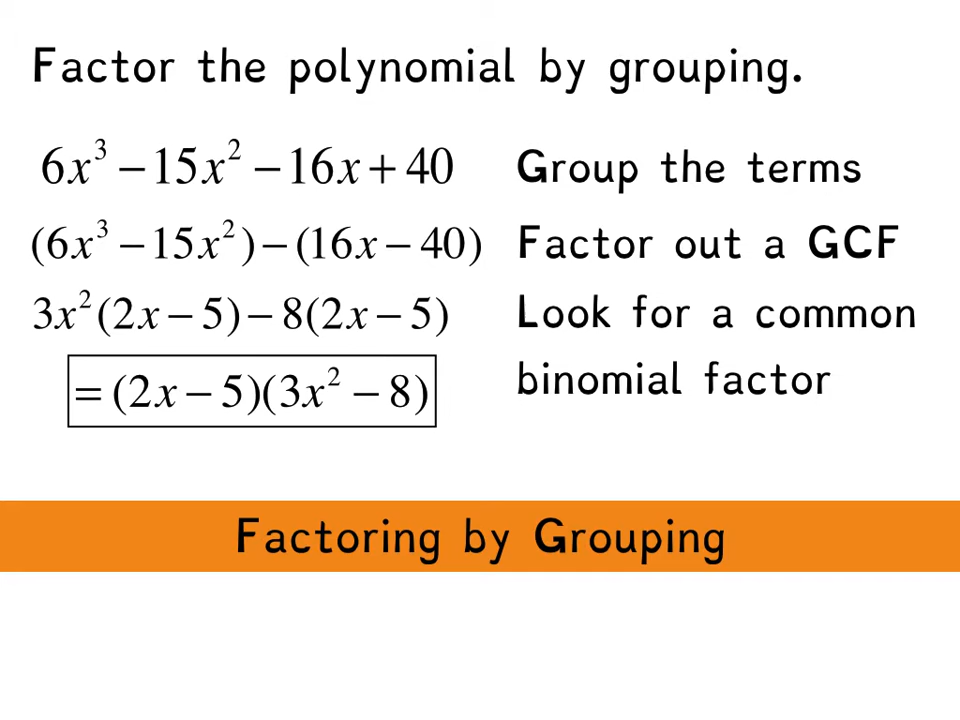 Factor the polynomial by grouping.
6x³ − 15x² − 16x + 40 Group the terms
(6x³ − 15x²) − (16x − 40) Factor out a GCF
3x²(2x − 5) − 8(2x − 5) Look for a common
= (2x − 5)(3x² − 8) binomial factor
Factoring by Grouping